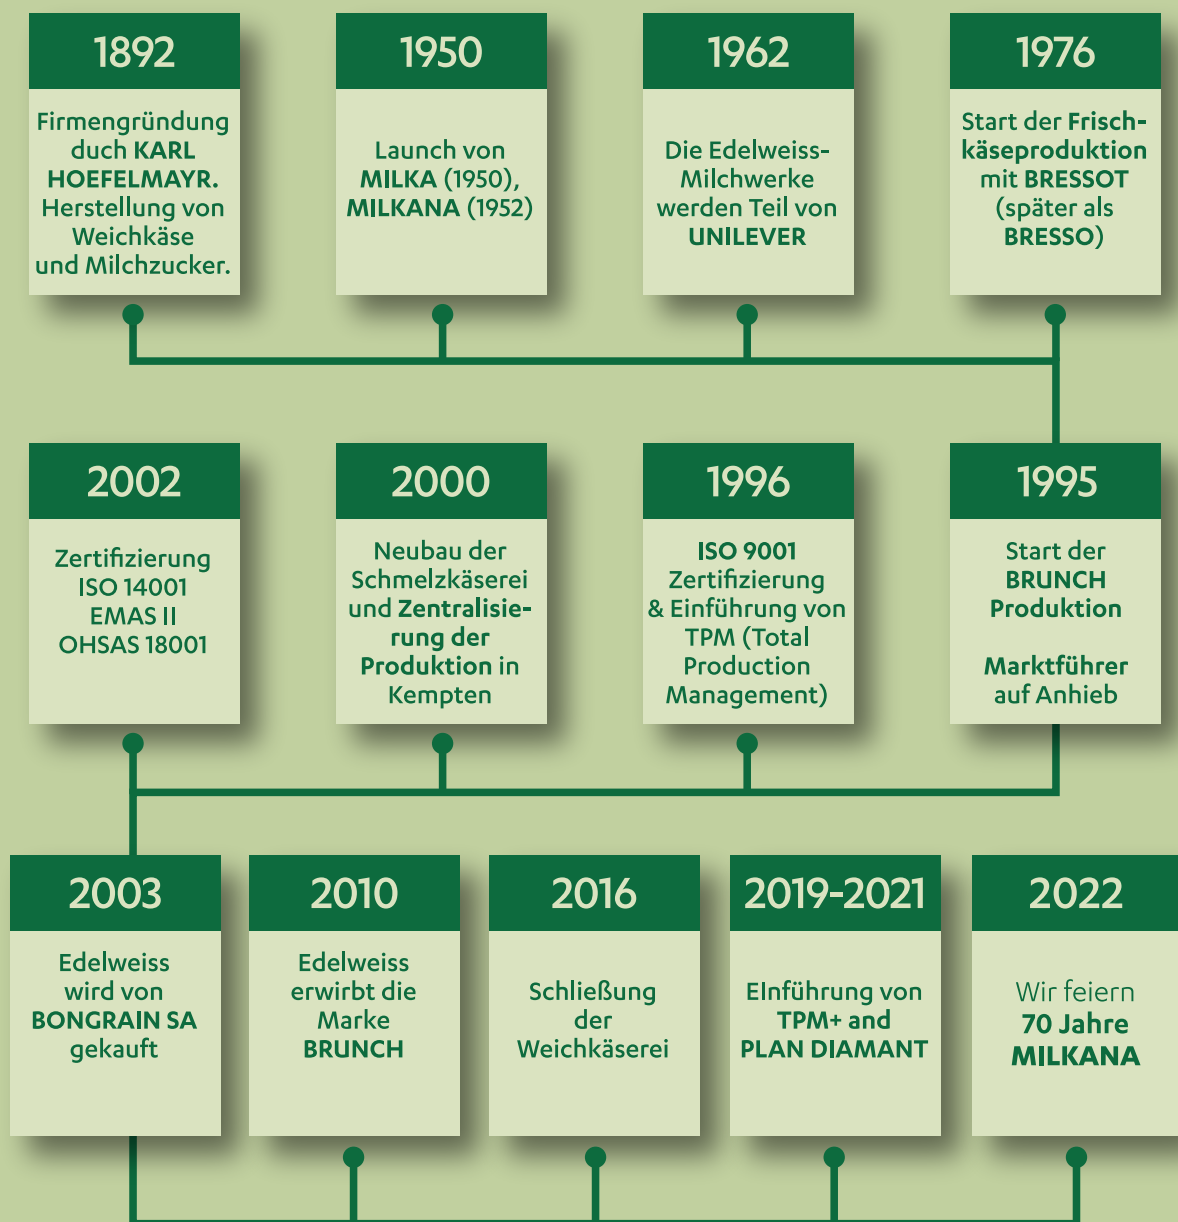 1892
Firmengründung
duch KARL
HOEFELMAYR.
Herstellung von
Weichkäse
und Milchzucker.
1950
Launch von
MILKA (1950),
MILKANA (1952)
1962
Die Edelweiss-
Milchwerke
werden Teil von
UNILEVER
1976
Start der Frisch-
käseproduktion
mit BRESSOT
(später als
BRESSO)
2002
Zertifizierung
ISO 14001
EMAS II
OHSAS 18001
2000
Neubau der
Schmelzkäserei
und Zentralisie-
rung der
Produktion in
Kempten
1996
ISO 9001
Zertifizierung
& Einführung von
TPM (Total
Production
Management)
1995
Start der
BRUNCH
Produktion
Marktführer
auf Anhieb
2003
Edelweiss
wird von
BONGRAIN SA
gekauft
2010
Edelweiss
erwirbt die
Marke
BRUNCH
2016
Schließung
der
Weichkäserei
2019-2021
EInführung von
TPM+ and
PLAN DIAMANT
2022
Wir feiern
70 Jahre
MILKANA